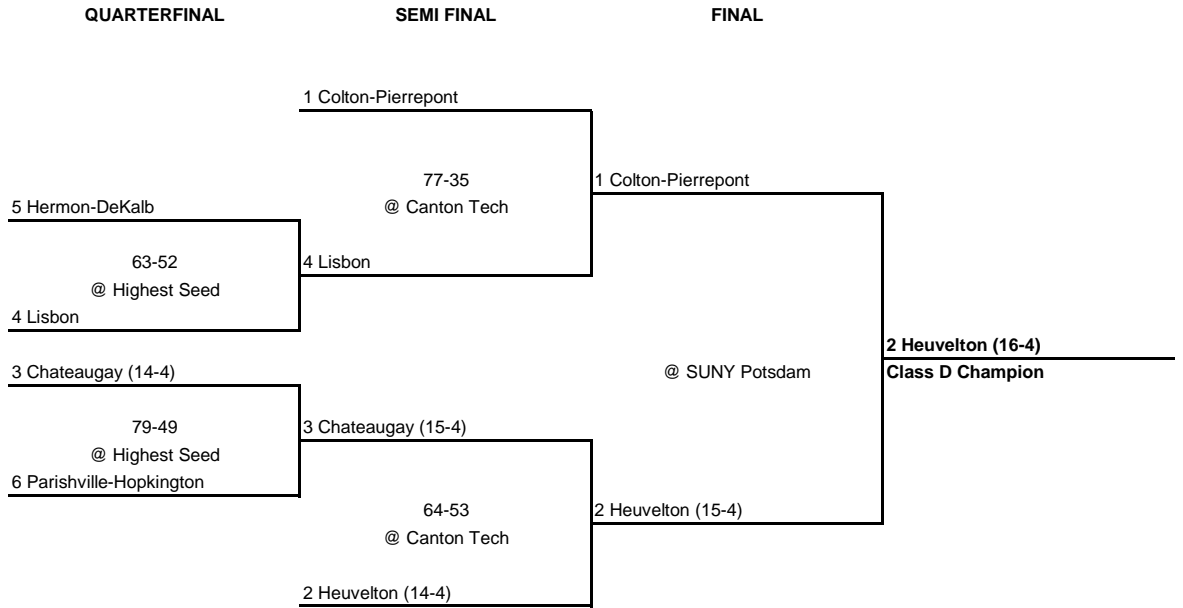 QUARTERFINAL SEMI FINAL FINAL
1 Colton-Pierrepont
77-35
@ Canton Tech
1 Colton-Pierrepont
5 Hermon-DeKalb
63-52
@ Highest Seed
4 Lisbon
4 Lisbon
2 Heuvelton (16-4)
@ SUNY Potsdam
Class D Champion
3 Chateaugay (14-4)
79-49
@ Highest Seed
3 Chateaugay (15-4)
6 Parishville-Hopkington
64-53
@ Canton Tech
2 Heuvelton (15-4)
2 Heuvelton (14-4)